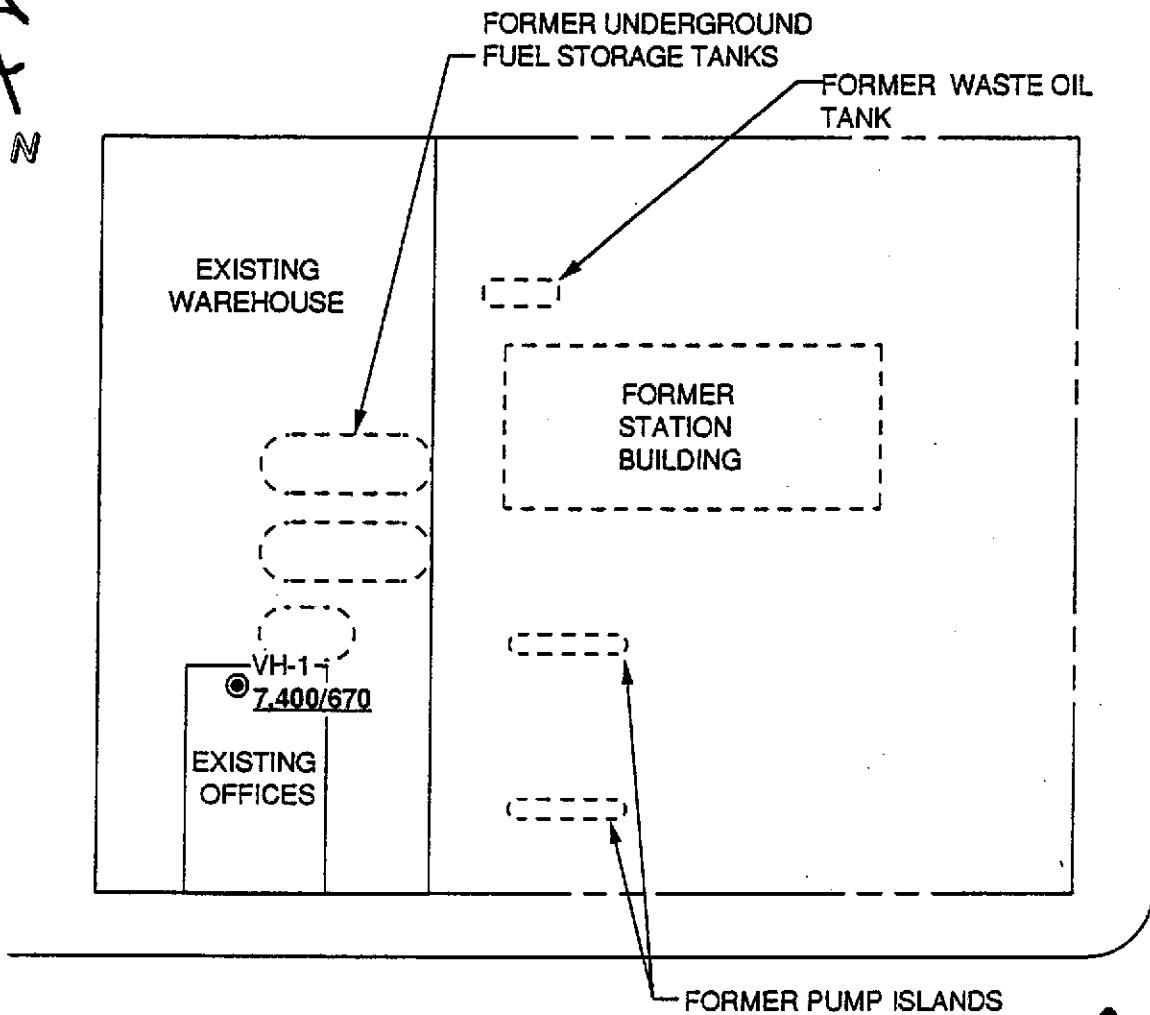 FORMER UNDERGROUND
FUEL STORAGE TANKS
FORMER WASTE OIL
TANK
N
EXISTING
WAREHOUSE
FORMER
STATION
BUILDING
VH-1
7,400/670
EXISTING
OFFICES
FORMER PUMP ISLANDS